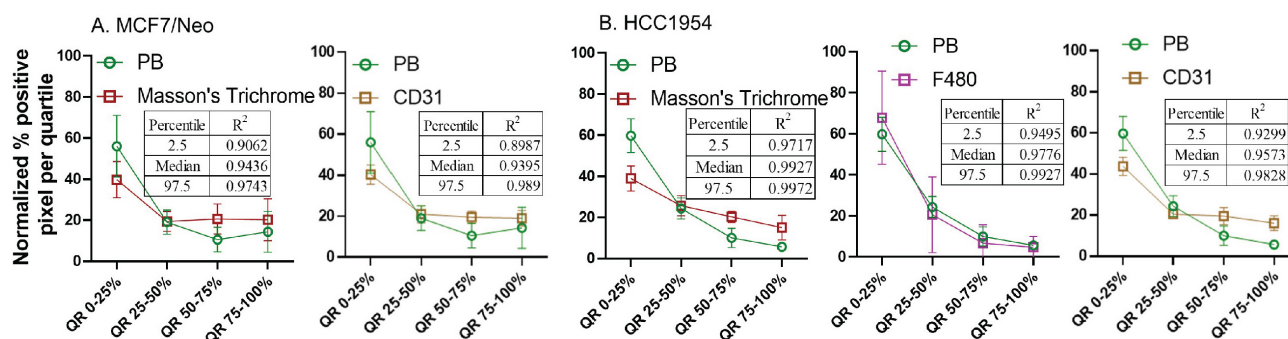 A. MCF7/Neo
B. HCC1954
Normalized % positive
pixel per quartile
100
80
60
40
20
0
PB
Masson's Trichrome
Percentile R²
2.5 0.9062
Median 0.9436
97.5 0.9743
QR 0-25%
QR 25-50%
QR 50-75%
QR 75-100%
100
80
60
40
20
0
PB
CD31
Percentile R²
2.5 0.8987
Median 0.9395
97.5 0.989
QR 0-25%
QR 25-50%
QR 50-75%
QR 75-100%
100
80
60
40
20
0
PB
Masson's Trichrome
Percentile R²
2.5 0.9717
Median 0.9927
97.5 0.9972
QR 0-25%
QR 25-50%
QR 50-75%
QR 75-100%
100
80
60
40
20
0
PB
F480
Percentile R²
2.5 0.9495
Median 0.9776
97.5 0.9927
QR 0-25%
QR 25-50%
QR 50-75%
QR 75-100%
100
80
60
40
20
0
PB
CD31
Percentile R²
2.5 0.9299
Median 0.9573
97.5 0.9828
QR 0-25%
QR 25-50%
QR 50-75%
QR 75-100%